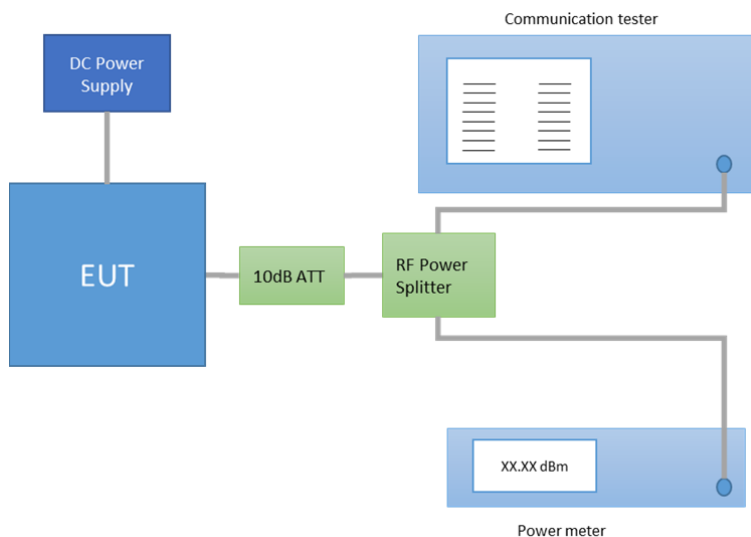 Communication tester
DC Power
Supply
EUT
10dB ATT
RF Power
Splitter
XX.XX dBm
Power meter